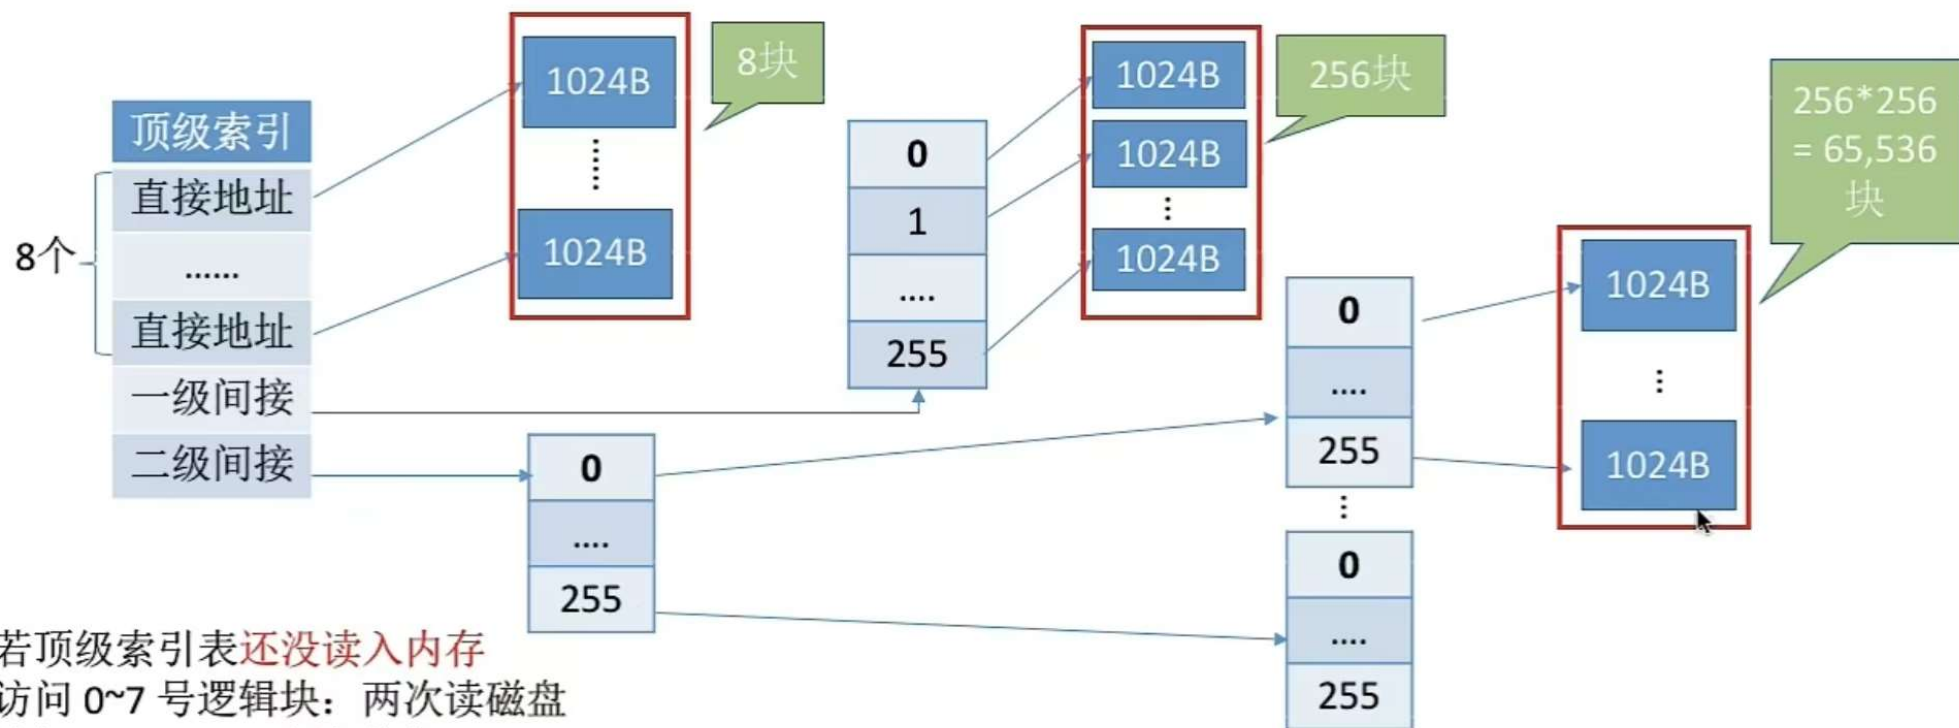 顶级索引
直接地址
......
直接地址
一级间接
二级间接
8个
1024B
1024B
8块
0
1
....
255
1024B
1024B
1024B
256块
0
....
255
0
....
255
0
....
255
1024B
1024B
256*256
= 65,536
块
若顶级索引表还没读入内存
访问 0~7 号逻辑块：两次读磁盘